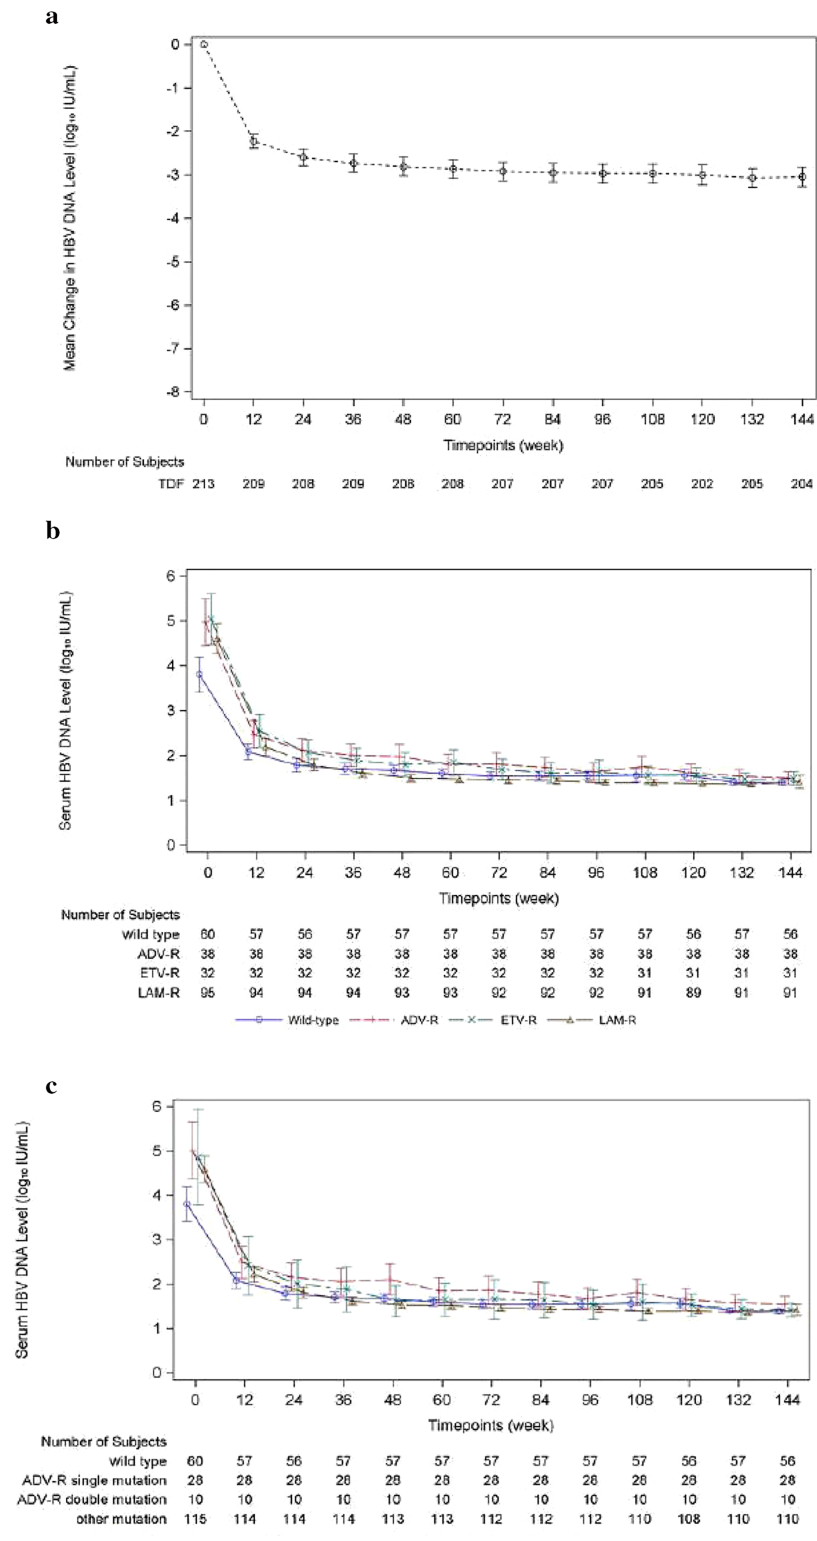 a
Mean Change in HBV DNA Level (log₁₀ IU/mL)
0
-1
-2
-3
-4
-5
-6
-7
-8
0 12 24 36 48 60 72 84 96 108 120 132 144
Timepoints (week)
Number of Subjects
TDF 213 209 208 209 208 208 207 207 207 205 202 205 204
b
Serum HBV DNA Level (log₁₀ IU/mL)
6
5
4
3
2
1
0
0 12 24 36 48 60 72 84 96 108 120 132 144
Timepoints (week)
Number of Subjects
Wild type 60 57 56 57 57 57 57 57 57 57 56 57 56
ADV-R 38 38 38 38 38 38 38 38 38 38 38 38 38
ETV-R 32 32 32 32 32 32 32 32 32 31 31 31 31
LAM-R 95 94 94 94 93 93 92 92 92 91 89 91 91
Wild-type ADV-R ETV-R LAM-R
c
Serum HBV DNA Level (log₁₀ IU/mL)
6
5
4
3
2
1
0
0 12 24 36 48 60 72 84 96 108 120 132 144
Timepoints (week)
Number of Subjects
Wild type 60 57 56 57 57 57 57 57 57 57 56 57 56
ADV-R single mutation 28 28 28 28 28 28 28 28 28 28 28 28 28
ADV-R double mutation 10 10 10 10 10 10 10 10 10 10 10 10 10
other mutation 115 114 114 114 113 113 112 112 112 110 108 110 110